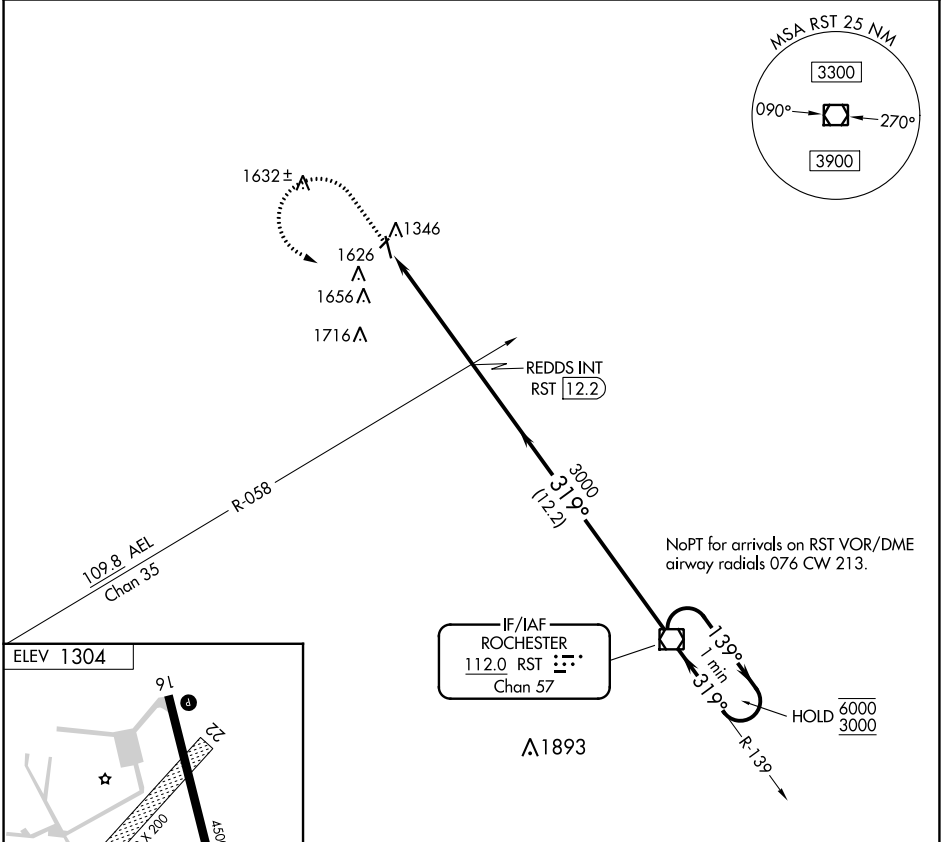 MSA RST 25 NM
3300
090°
270°
3900
1632±
1346
1626
1656
1716
REDDS INT
RST 12.2
R-058
3000
319°
(12.2)
109.8 AEL
Chan 35
NoPT for arrivals on RST VOR/DME
airway radials 076 CW 213.
IF/IAF
ROCHESTER
112.0 RST
Chan 57
139°
1 min
319°
HOLD 6000
3000
R-139
1893
ELEV 1304
16
P
22
X 200